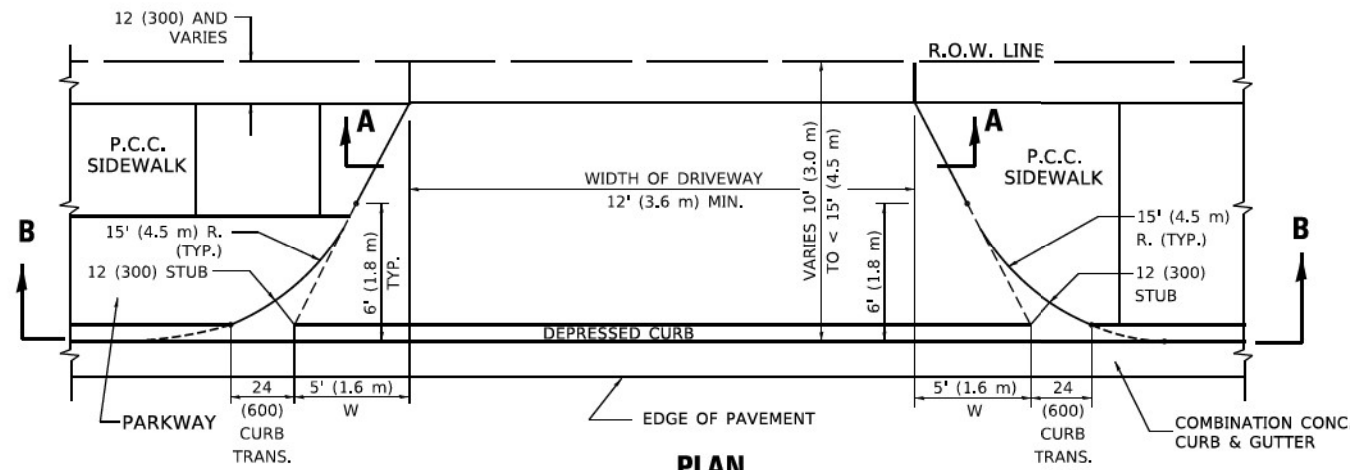 12 (300) AND
VARIES
R.O.W. LINE
A
A
P.C.C.
SIDEWALK
P.C.C.
SIDEWALK
WIDTH OF DRIVEWAY
12' (3.6 m) MIN.
VARIES 10' (3.0 m)
TO < 15' (4.5 m)
B
B
15' (4.5 m) R.
(TYP.)
15' (4.5 m)
R. (TYP.)
12 (300) STUB
12 (300)
STUB
6' (1.8 m)
TYP.
6' (1.8 m)
DEPRESSED CURB
PARKWAY
24
(600)
CURB
TRANS.
5' (1.6 m)
W
EDGE OF PAVEMENT
5' (1.6 m)
W
24
(600)
CURB
TRANS.
COMBINATION CONC
CURB & GUTTER
PLAN